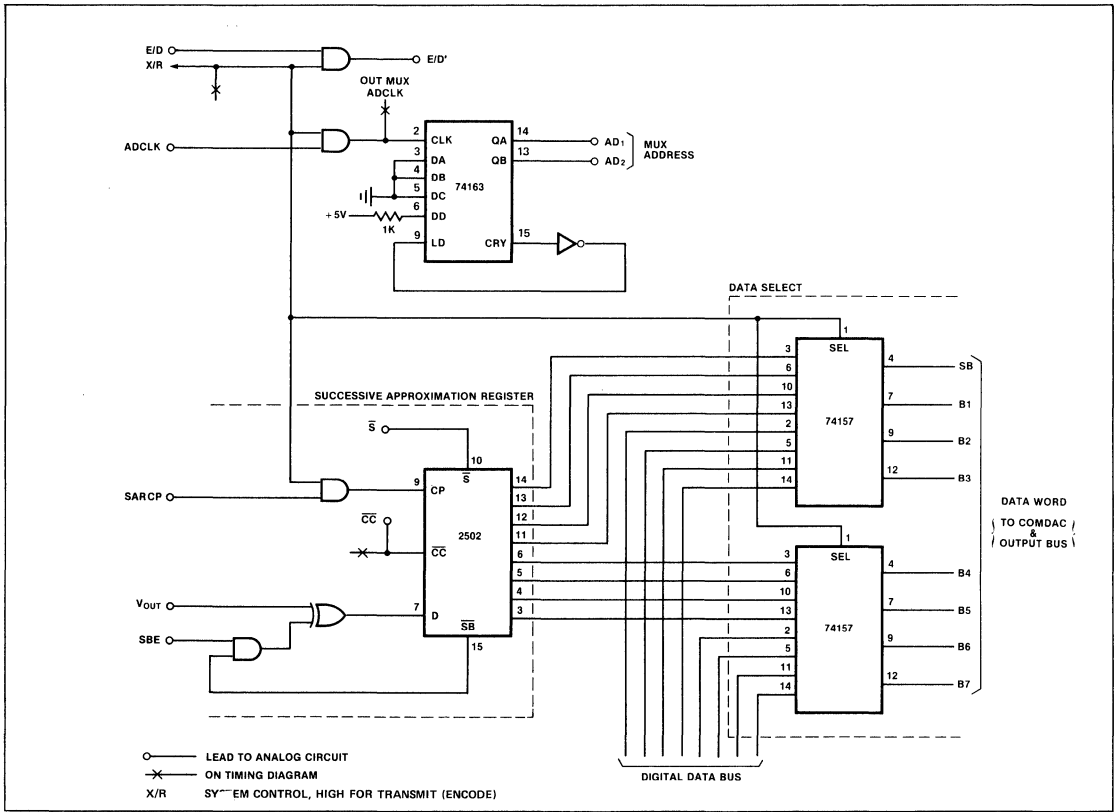 E/D
X/R
E/D'
OUT MUX
ADCLK
ADCLK
2
CLK
3
DA
4
DB
5
DC
6
DD
9
LD
74163
14
QA
13
QB
15
CRY
AD1
AD2
MUX
ADDRESS
+5V
1K
DATA SELECT
SUCCESSIVE APPROXIMATION REGISTER
S
10
S
SARCP
9
CP
CC
CC
2502
VOUT
7
D
SBE
SB
15
14
13
12
11
6
5
4
3
1
SEL
3
6
10
13
2
5
11
14
74157
4
SB
7
B1
9
B2
12
B3
1
SEL
3
6
10
13
2
5
11
14
74157
4
B4
7
B5
9
B6
12
B7
DATA WORD
TO COMDAC
&
OUTPUT BUS
DIGITAL DATA BUS
LEAD TO ANALOG CIRCUIT
ON TIMING DIAGRAM
X/R CONTROL, HIGH FOR TRANSMIT (ENCODE)